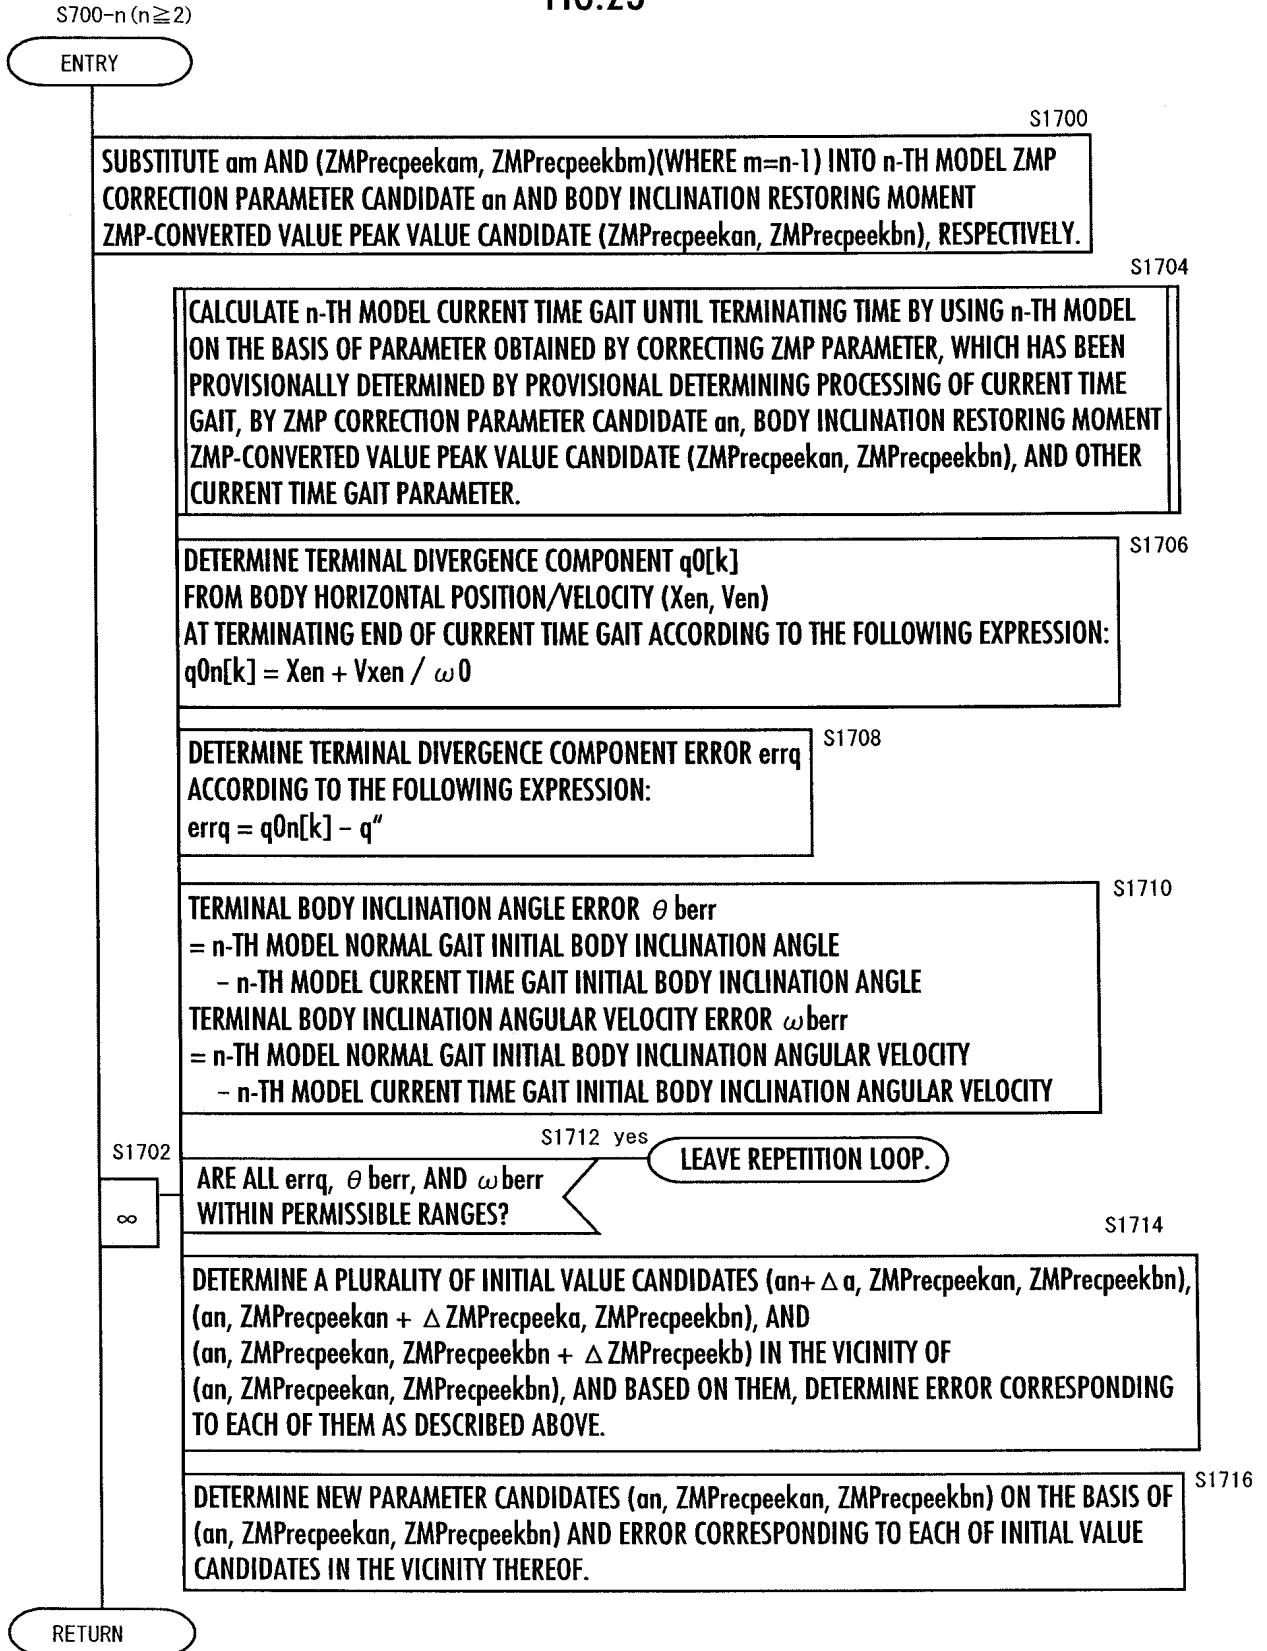 S700-n(n≧2)
ENTRY
S1700
SUBSTITUTE am AND (ZMPrecpeekam, ZMPrecpeekbm)(WHERE m=n-1) INTO n-TH MODEL ZMP
CORRECTION PARAMETER CANDIDATE an AND BODY INCLINATION RESTORING MOMENT
ZMP-CONVERTED VALUE PEAK VALUE CANDIDATE (ZMPrecpeekan, ZMPrecpeekbn), RESPECTIVELY.
S1704
CALCULATE n-TH MODEL CURRENT TIME GAIT UNTIL TERMINATING TIME BY USING n-TH MODEL
ON THE BASIS OF PARAMETER OBTAINED BY CORRECTING ZMP PARAMETER, WHICH HAS BEEN
PROVISIONALLY DETERMINED BY PROVISIONAL DETERMINING PROCESSING OF CURRENT TIME
GAIT, BY ZMP CORRECTION PARAMETER CANDIDATE an, BODY INCLINATION RESTORING MOMENT
ZMP-CONVERTED VALUE PEAK VALUE CANDIDATE (ZMPrecpeekan, ZMPrecpeekbn), AND OTHER
CURRENT TIME GAIT PARAMETER.
S1706
DETERMINE TERMINAL DIVERGENCE COMPONENT q0[k]
FROM BODY HORIZONTAL POSITION/VELOCITY (Xen, Ven)
AT TERMINATING END OF CURRENT TIME GAIT ACCORDING TO THE FOLLOWING EXPRESSION:
q0n[k] = Xen + Vxen / ω0
S1708
DETERMINE TERMINAL DIVERGENCE COMPONENT ERROR errq
ACCORDING TO THE FOLLOWING EXPRESSION:
errq = q0n[k] – q"
S1710
TERMINAL BODY INCLINATION ANGLE ERROR θ berr
= n-TH MODEL NORMAL GAIT INITIAL BODY INCLINATION ANGLE
– n-TH MODEL CURRENT TIME GAIT INITIAL BODY INCLINATION ANGLE
TERMINAL BODY INCLINATION ANGULAR VELOCITY ERROR ω berr
= n-TH MODEL NORMAL GAIT INITIAL BODY INCLINATION ANGULAR VELOCITY
– n-TH MODEL CURRENT TIME GAIT INITIAL BODY INCLINATION ANGULAR VELOCITY
S1702
∞
S1712 yes
LEAVE REPETITION LOOP.
ARE ALL errq, θ berr, AND ω berr
WITHIN PERMISSIBLE RANGES?
S1714
DETERMINE A PLURALITY OF INITIAL VALUE CANDIDATES (an+ Δ a, ZMPrecpeekan, ZMPrecpeekbn),
(an, ZMPrecpeekan + Δ ZMPrecpeeka, ZMPrecpeekbn), AND
(an, ZMPrecpeekan, ZMPrecpeekbn + Δ ZMPrecpeekb) IN THE VICINITY OF
(an, ZMPrecpeekan, ZMPrecpeekbn), AND BASED ON THEM, DETERMINE ERROR CORRESPONDING
TO EACH OF THEM AS DESCRIBED ABOVE.
S1716
DETERMINE NEW PARAMETER CANDIDATES (an, ZMPrecpeekan, ZMPrecpeekbn) ON THE BASIS OF
(an, ZMPrecpeekan, ZMPrecpeekbn) AND ERROR CORRESPONDING TO EACH OF INITIAL VALUE
CANDIDATES IN THE VICINITY THEREOF.
RETURN